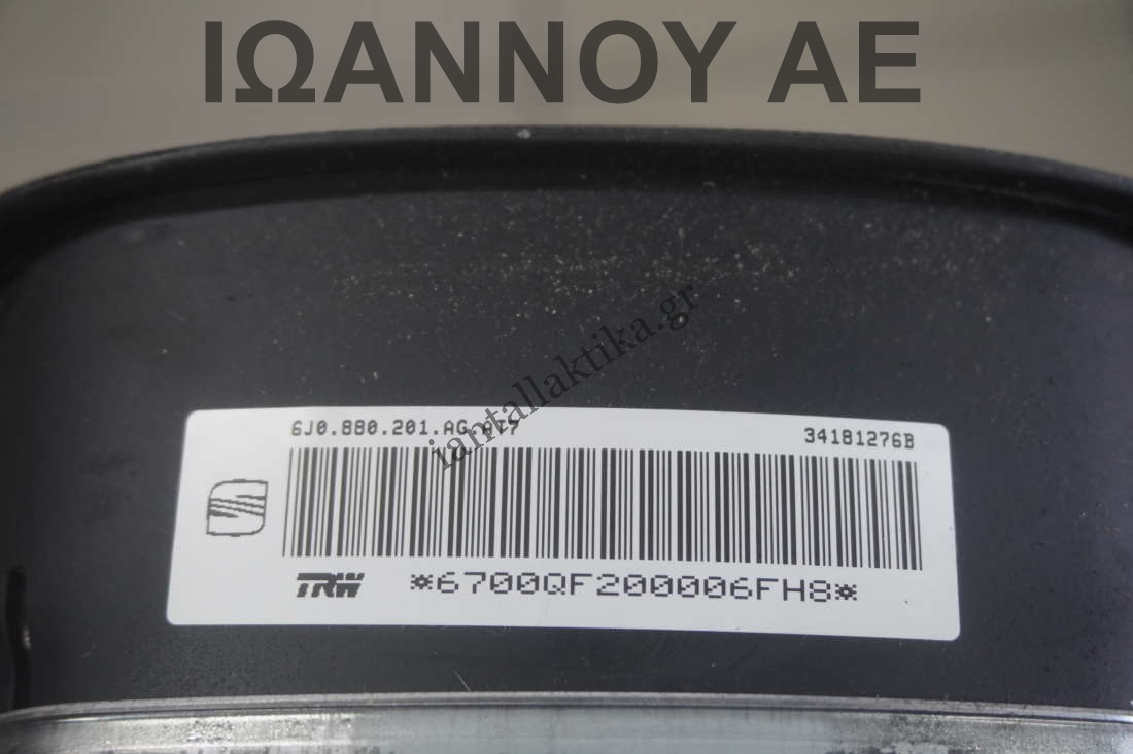 ΙΩΑΝΝΟΥ ΑΕ
iantallaktika.gr
6J0.880.201.AG.
34181276B
TRW
*6700QF200006FH8*